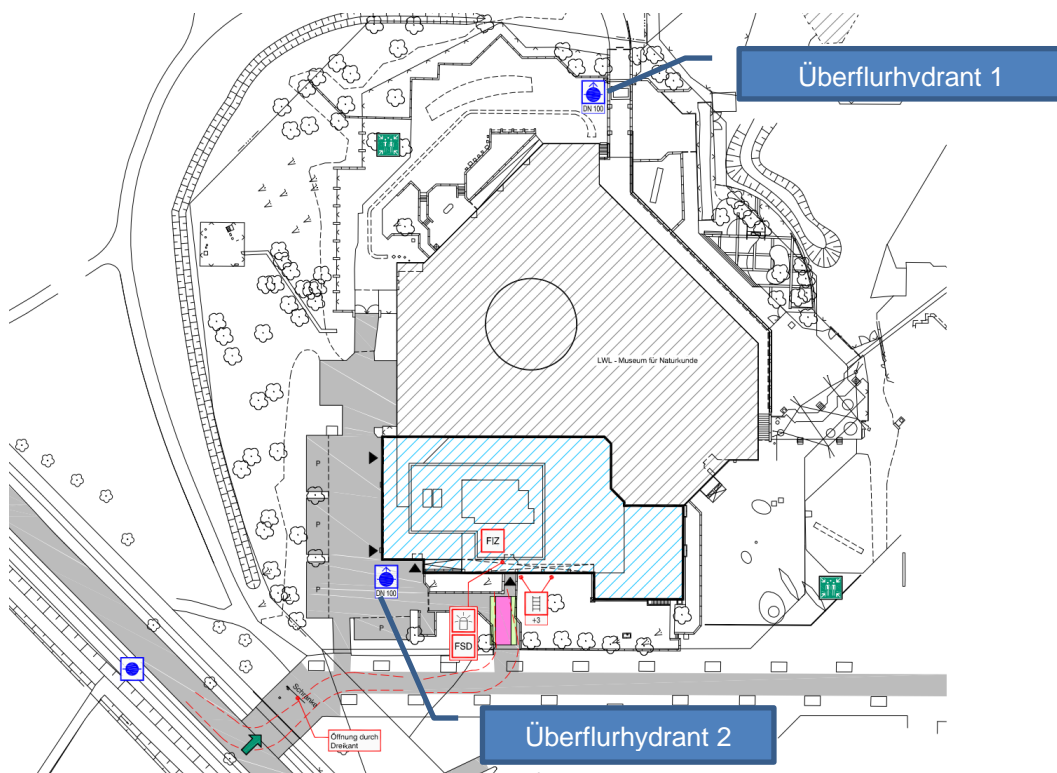 Überflurhydrant 1
DN 100
LWL - Museum für Naturkunde
P
P
P
P
FIZ
DN 100
P
+3
FSD
Schranke
Öffnung durch
Dreikant
Überflurhydrant 2